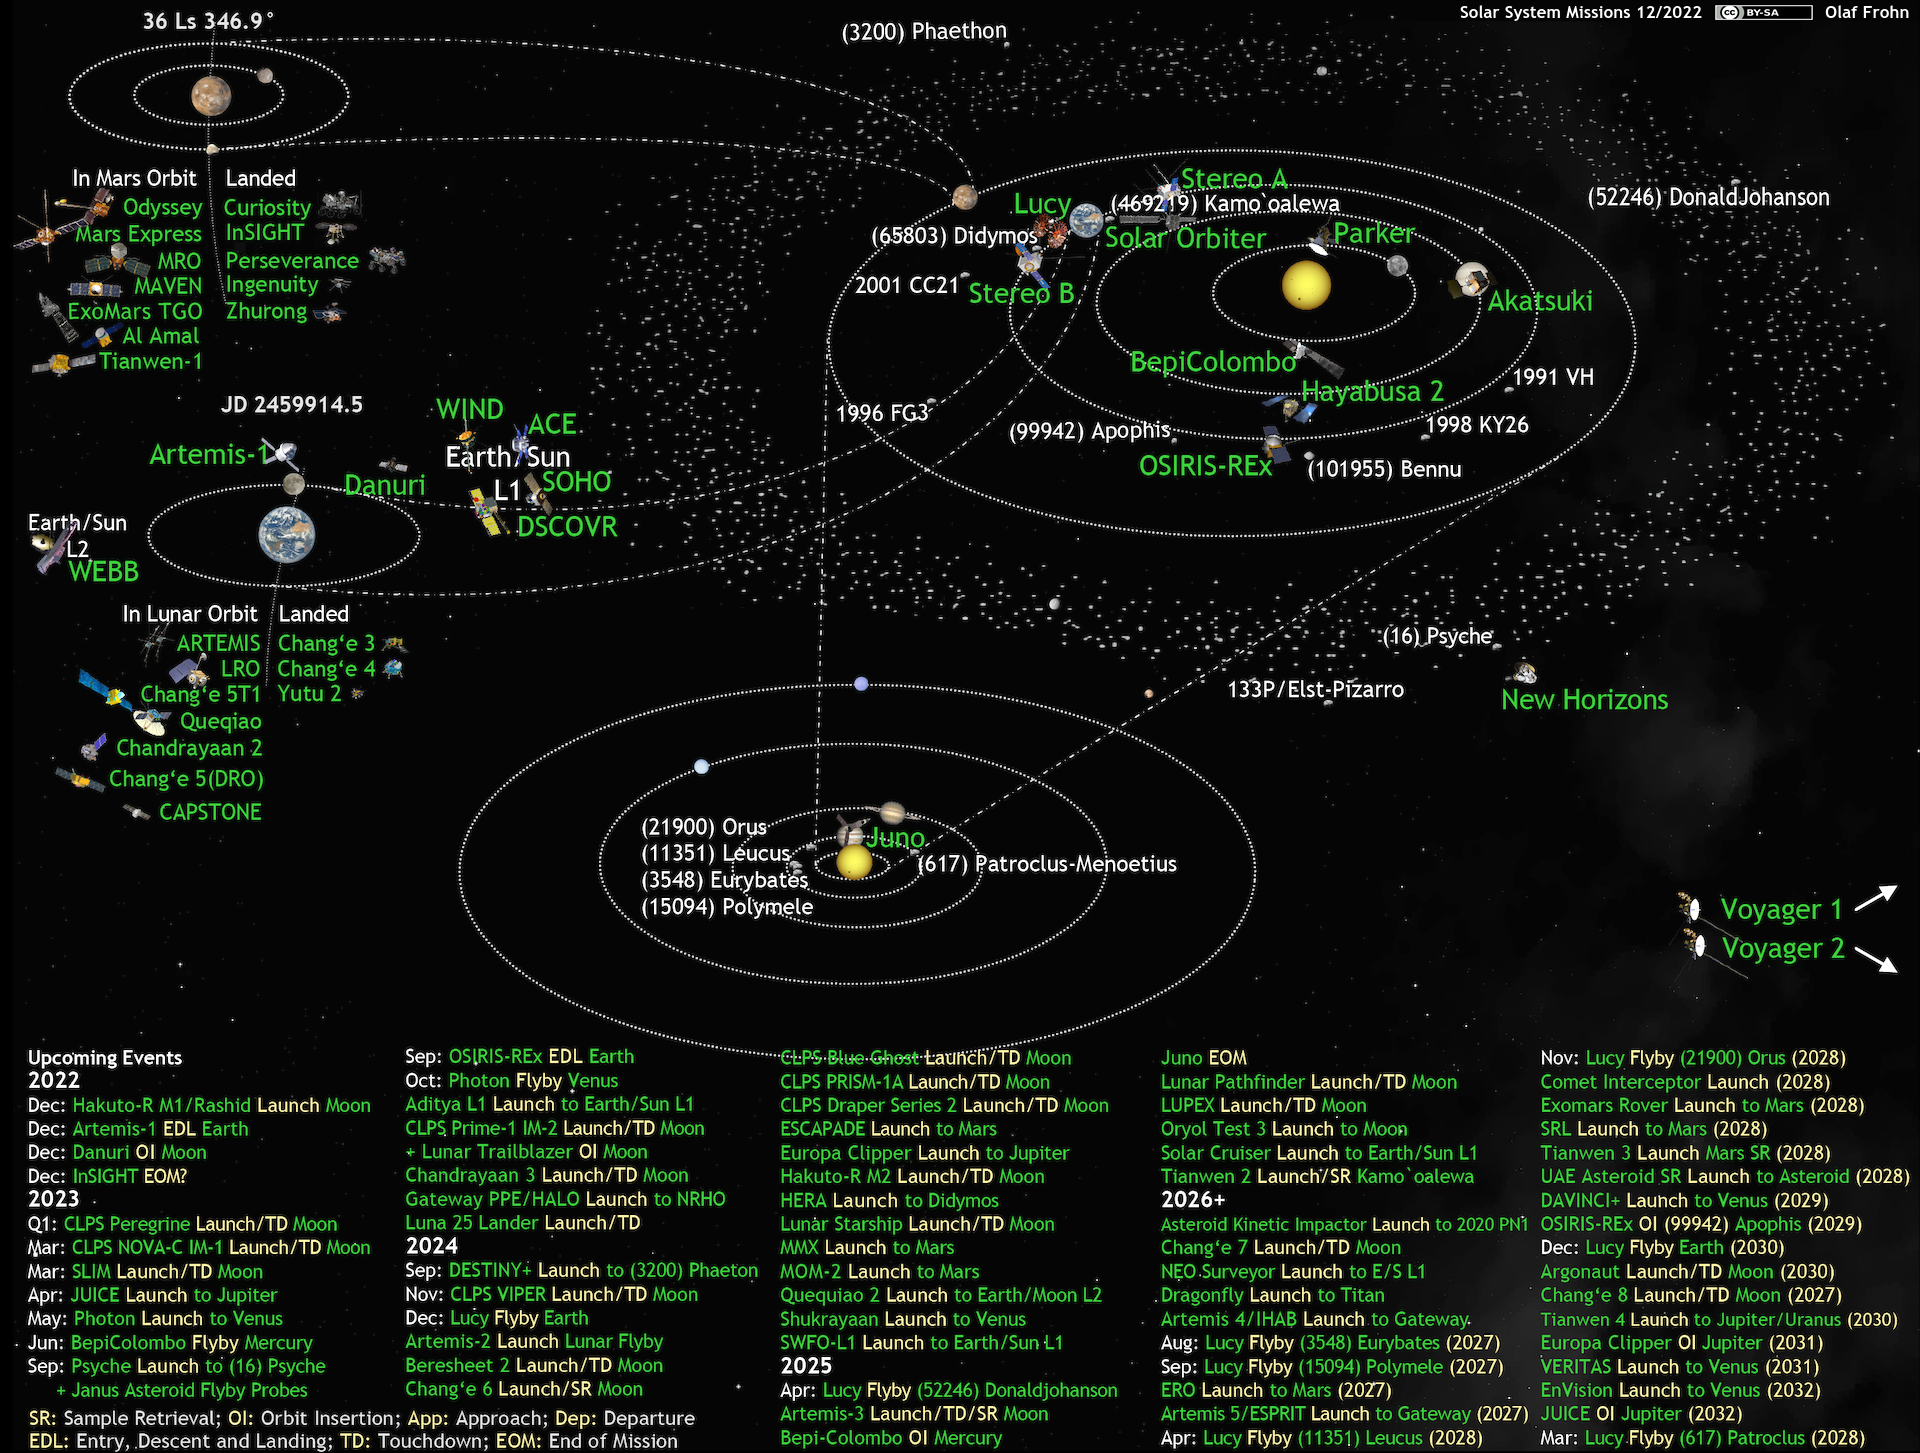 Solar System Missions 12/2022 (cc) BY-SA Olaf Frohn
36 Ls 346.9°
(3200) Phaethon
In Mars Orbit Landed
Odyssey Curiosity
Mars Express InSIGHT
MRO Perseverance
MAVEN Ingenuity
ExoMars TGO Zhurong
Al Amal
Tianwen-1
Stereo A
Lucy
(469219) Kamo`oalewa
(52246) DonaldJohanson
(65803) Didymos
Solar Orbiter
Parker
2001 CC21
Stereo B
Akatsuki
BepiColombo
Hayabusa 2
1991 VH
1996 FG3
(99942) Apophis
1998 KY26
OSIRIS-REx
(101955) Bennu
JD 2459914.5
WIND
ACE
Artemis-1
Earth/Sun
L1
SOHO
Danuri
DSCOVR
Earth/Sun
L2
WEBB
In Lunar Orbit Landed
ARTEMIS Chang‘e 3
LRO Chang‘e 4
Chang‘e 5T1 Yutu 2
Queqiao
Chandrayaan 2
Chang‘e 5(DRO)
CAPSTONE
(16) Psyche
133P/Elst-Pizarro
New Horizons
(21900) Orus
Juno
(11351) Leucus
(617) Patroclus-Menoetius
(3548) Eurybates
(15094) Polymele
Voyager 1
Voyager 2
Upcoming Events
2022
Dec: Hakuto-R M1/Rashid Launch Moon
Dec: Artemis-1 EDL Earth
Dec: Danuri OI Moon
Dec: InSIGHT EOM?
2023
Q1: CLPS Peregrine Launch/TD Moon
Mar: CLPS NOVA-C IM-1 Launch/TD Moon
Mar: SLIM Launch/TD Moon
Apr: JUICE Launch to Jupiter
May: Photon Launch to Venus
Jun: BepiColombo Flyby Mercury
Sep: Psyche Launch to (16) Psyche
+ Janus Asteroid Flyby Probes
Sep: OSIRIS-REx EDL Earth
Oct: Photon Flyby Venus
Aditya L1 Launch to Earth/Sun L1
CLPS Prime-1 IM-2 Launch/TD Moon
+ Lunar Trailblazer OI Moon
Chandrayaan 3 Launch/TD Moon
Gateway PPE/HALO Launch to NRHO
Luna 25 Lander Launch/TD
2024
Sep: DESTINY+ Launch to (3200) Phaeton
Nov: CLPS VIPER Launch/TD Moon
Dec: Lucy Flyby Earth
Artemis-2 Launch Lunar Flyby
Beresheet 2 Launch/TD Moon
Chang‘e 6 Launch/SR Moon
CLPS Blue Ghost Launch/TD Moon
CLPS PRISM-1A Launch/TD Moon
CLPS Draper Series 2 Launch/TD Moon
ESCAPADE Launch to Mars
Europa Clipper Launch to Jupiter
Hakuto-R M2 Launch/TD Moon
HERA Launch to Didymos
Lunar Starship Launch/TD Moon
MMX Launch to Mars
MOM-2 Launch to Mars
Quequiao 2 Launch to Earth/Moon L2
Shukrayaan Launch to Venus
SWFO-L1 Launch to Earth/Sun L1
2025
Apr: Lucy Flyby (52246) Donaldjohanson
Artemis-3 Launch/TD/SR Moon
Bepi-Colombo OI Mercury
Juno EOM
Lunar Pathfinder Launch/TD Moon
LUPEX Launch/TD Moon
Oryol Test 3 Launch to Moon
Solar Cruiser Launch to Earth/Sun L1
Tianwen 2 Launch/SR Kamo`oalewa
2026+
Asteroid Kinetic Impactor Launch to 2020 PN1
Chang‘e 7 Launch/TD Moon
NEO Surveyor Launch to E/S L1
Dragonfly Launch to Titan
Artemis 4/IHAB Launch to Gateway
Aug: Lucy Flyby (3548) Eurybates (2027)
Sep: Lucy Flyby (15094) Polymele (2027)
ERO Launch to Mars (2027)
Artemis 5/ESPRIT Launch to Gateway (2027)
Apr: Lucy Flyby (11351) Leucus (2028)
Nov: Lucy Flyby (21900) Orus (2028)
Comet Interceptor Launch (2028)
Exomars Rover Launch to Mars (2028)
SRL Launch to Mars (2028)
Tianwen 3 Launch Mars SR (2028)
UAE Asteroid SR Launch to Asteroid (2028)
DAVINCI+ Launch to Venus (2029)
OSIRIS-REx OI (99942) Apophis (2029)
Dec: Lucy Flyby Earth (2030)
Argonaut Launch/TD Moon (2030)
Chang‘e 8 Launch/TD Moon (2027)
Tianwen 4 Launch to Jupiter/Uranus (2030)
Europa Clipper OI Jupiter (2031)
VERITAS Launch to Venus (2031)
EnVision Launch to Venus (2032)
JUICE OI Jupiter (2032)
Mar: Lucy Flyby (617) Patroclus (2028)
SR: Sample Retrieval; OI: Orbit Insertion; App: Approach; Dep: Departure
EDL: Entry, Descent and Landing; TD: Touchdown; EOM: End of Mission